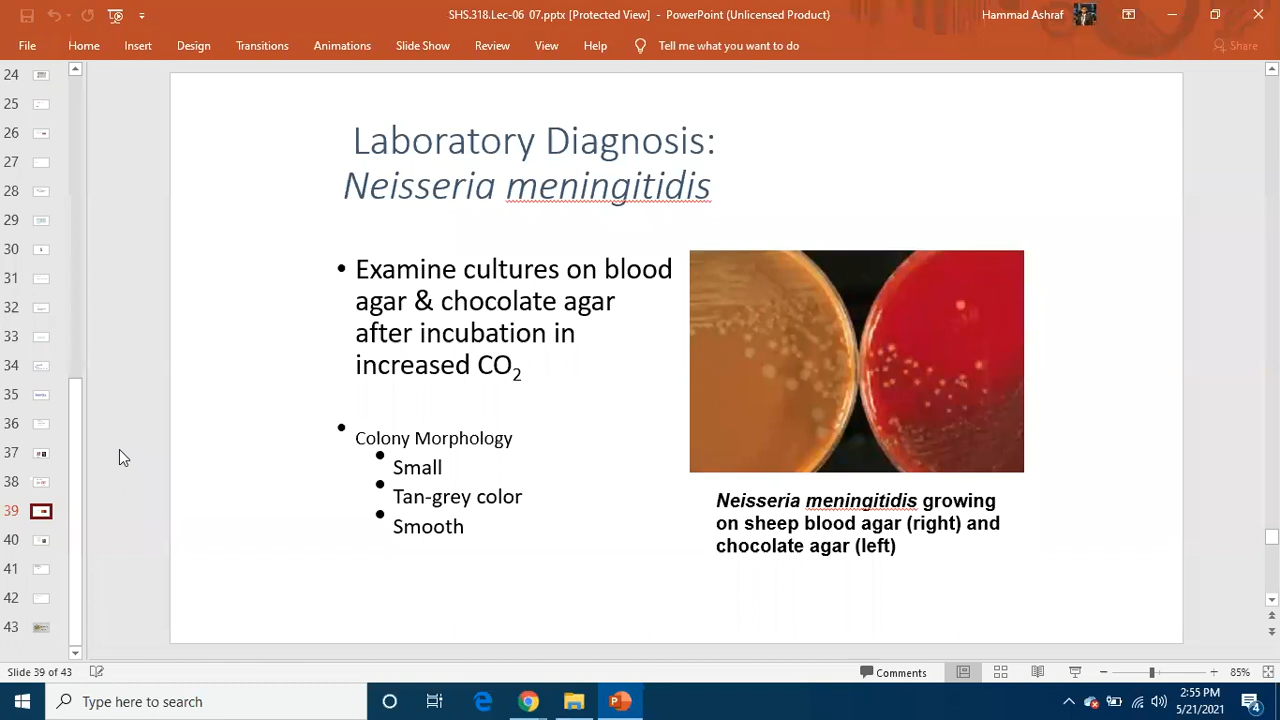 SHS.318.Lec-06 07.pptx [Protected View] - PowerPoint (Unlicensed Product)
Hammad Ashraf
File Home Insert Design Transitions Animations Slide Show Review View Help Tell me what you want to do Share
24
25
26
27
28
29
30
31
32
33
34
35
36
37
38
39
40
41
42
43
Laboratory Diagnosis:
Neisseria meningitidis
• Examine cultures on blood
agar & chocolate agar
after incubation in
increased CO₂
• Colony Morphology
• Small
• Tan-grey color
• Smooth
Neisseria meningitidis growing
on sheep blood agar (right) and
chocolate agar (left)
Slide 39 of 43
Comments
85%
Type here to search
2:55 PM
5/21/2021
4